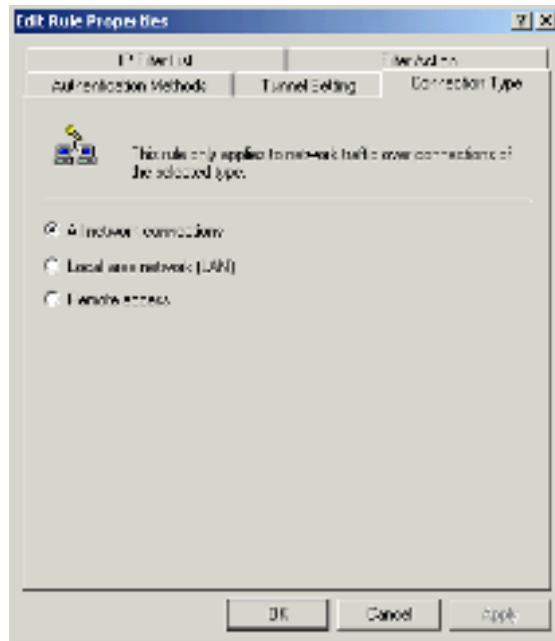 Edit Rule Properties
IP Filter List
Filter Action
Authentication Methods
Tunnel Setting
Connection Type
This rule only applies to network traffic over connections of
the selected type.
All network connections
Local area network (LAN)
Remote access
OK
Cancel
Apply